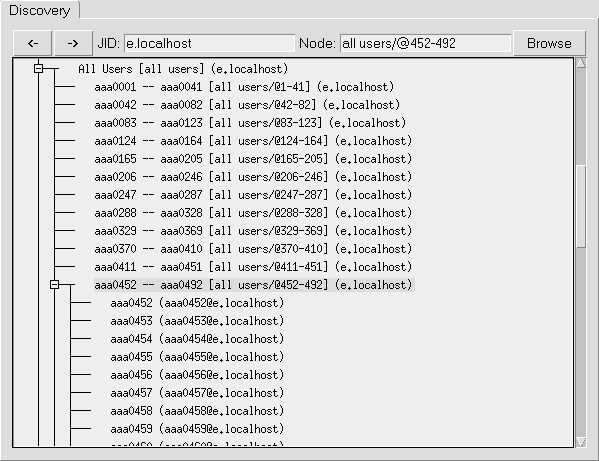 Discovery
<- -> JID: e.localhost Node: all users/@452-492 Browse
All Users [all users] (e.localhost)
aaa0001 -- aaa0041 [all users/@1-41] (e.localhost)
aaa0042 -- aaa0082 [all users/@42-82] (e.localhost)
aaa0083 -- aaa0123 [all users/@83-123] (e.localhost)
aaa0124 -- aaa0164 [all users/@124-164] (e.localhost)
aaa0165 -- aaa0205 [all users/@165-205] (e.localhost)
aaa0206 -- aaa0246 [all users/@206-246] (e.localhost)
aaa0247 -- aaa0287 [all users/@247-287] (e.localhost)
aaa0288 -- aaa0328 [all users/@288-328] (e.localhost)
aaa0329 -- aaa0369 [all users/@329-369] (e.localhost)
aaa0370 -- aaa0410 [all users/@370-410] (e.localhost)
aaa0411 -- aaa0451 [all users/@411-451] (e.localhost)
aaa0452 -- aaa0492 [all users/@452-492] (e.localhost)
aaa0452 (aaa0452@e.localhost)
aaa0453 (aaa0453@e.localhost)
aaa0454 (aaa0454@e.localhost)
aaa0455 (aaa0455@e.localhost)
aaa0456 (aaa0456@e.localhost)
aaa0457 (aaa0457@e.localhost)
aaa0458 (aaa0458@e.localhost)
aaa0459 (aaa0459@e.localhost)
aaa0460 (aaa0460@e.localhost)